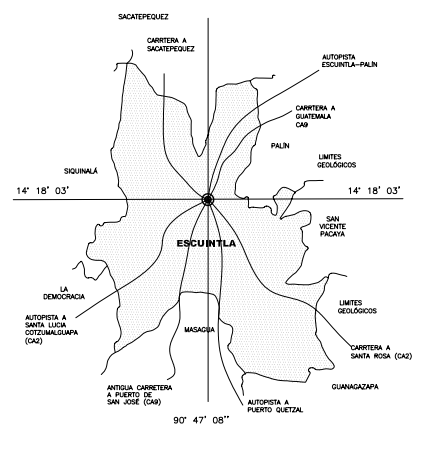 SACATEPEQUEZ
CARRTERA A
SACATEPEQUEZ
AUTOPISTA
ESCUINTLA-PALÍN
CARRTERA A
GUATEMALA
CA9
PALÍN
LIMITES
GEOLÓGICOS
SIQUINALÁ
14° 18' 03'
14° 18' 03'
SAN
VICENTE
PACAYA
ESCUINTLA
LA
DEMOCRACIA
LIMITES
GEOLÓGICOS
AUTOPISTA A
SANTA LUCIA
COTZUMALGUAPA
(CA2)
MASAGUA
CARRTERA A
SANTA ROSA (CA2)
ANTIGUA CARRETERA
A PUERTO DE
SAN JOSÉ (CA9)
GUANAGAZAPA
AUTOPISTA A
PUERTO QUETZAL
90° 47' 08''